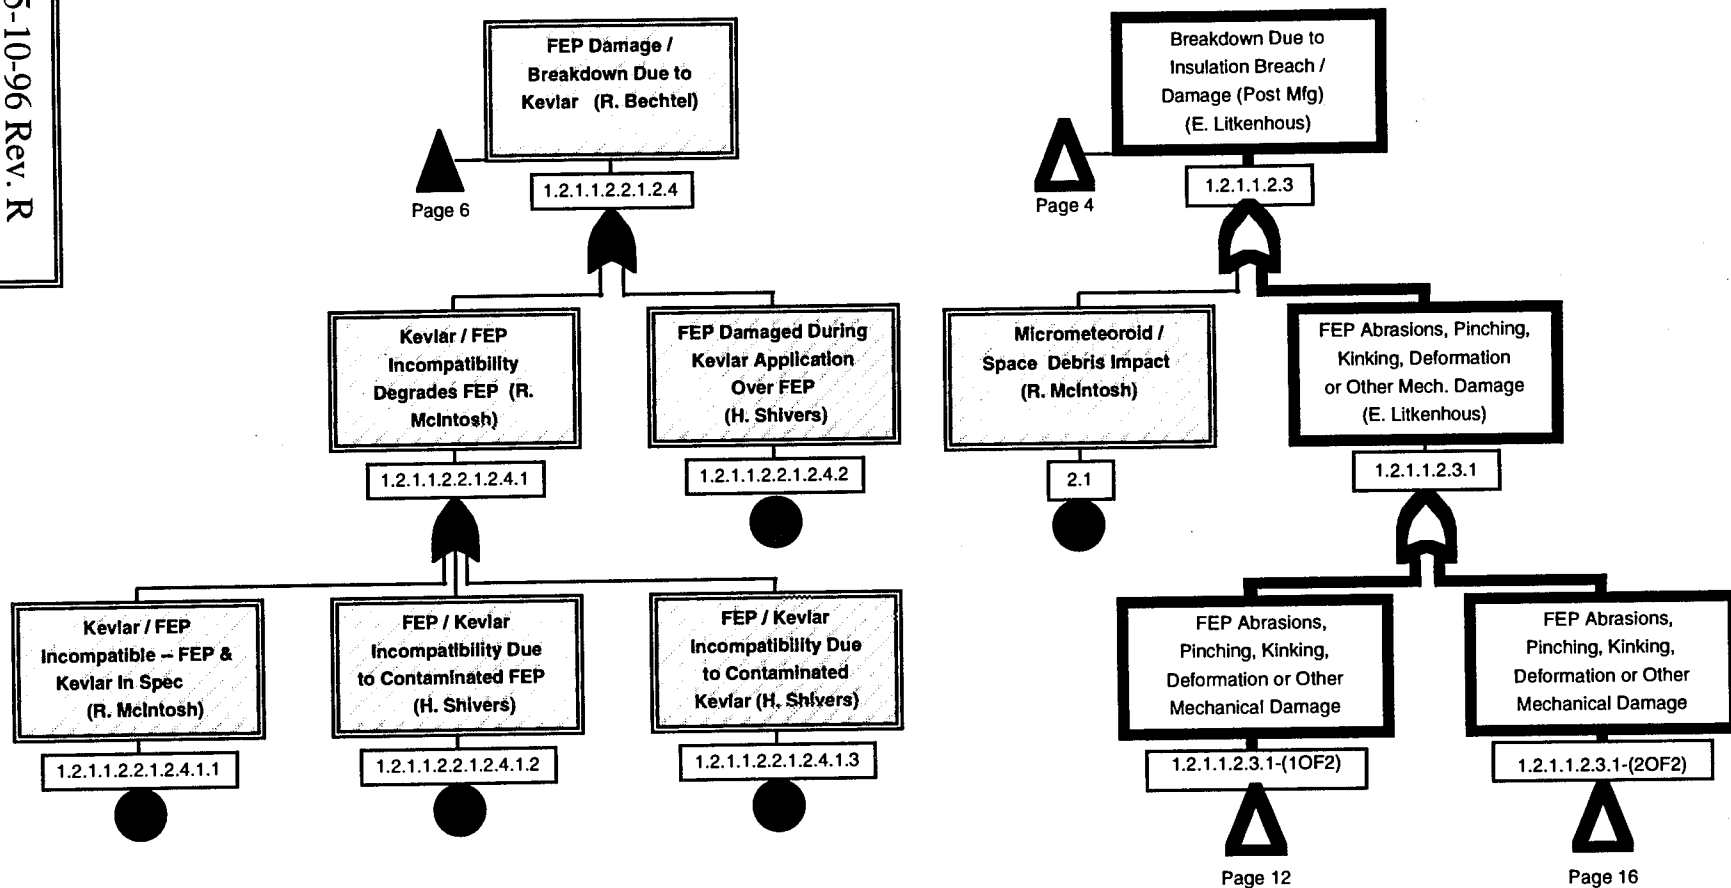 5-10-96 Rev. R
FEP Damage /
Breakdown Due to
Kevlar (R. Bechtel)
Page 6
1.2.1.1.2.2.1.2.4
Kevlar / FEP
Incompatibility
Degrades FEP (R.
McIntosh)
1.2.1.1.2.2.1.2.4.1
FEP Damaged During
Kevlar Application
Over FEP
(H. Shivers)
1.2.1.1.2.2.1.2.4.2
Kevlar / FEP
Incompatible – FEP &
Kevlar In Spec
(R. McIntosh)
1.2.1.1.2.2.1.2.4.1.1
FEP / Kevlar
Incompatibility Due
to Contaminated FEP
(H. Shivers)
1.2.1.1.2.2.1.2.4.1.2
FEP / Kevlar
Incompatibility Due
to Contaminated
Kevlar (H. Shivers)
1.2.1.1.2.2.1.2.4.1.3
Breakdown Due to
Insulation Breach /
Damage (Post Mfg)
(E. Litkenhous)
Page 4
1.2.1.1.2.3
Micrometeoroid /
Space Debris Impact
(R. McIntosh)
2.1
FEP Abrasions, Pinching,
Kinking, Deformation
or Other Mech. Damage
(E. Litkenhous)
1.2.1.1.2.3.1
FEP Abrasions,
Pinching, Kinking,
Deformation or Other
Mechanical Damage
1.2.1.1.2.3.1-(1OF2)
Page 12
FEP Abrasions,
Pinching, Kinking,
Deformation or Other
Mechanical Damage
1.2.1.1.2.3.1-(2OF2)
Page 16